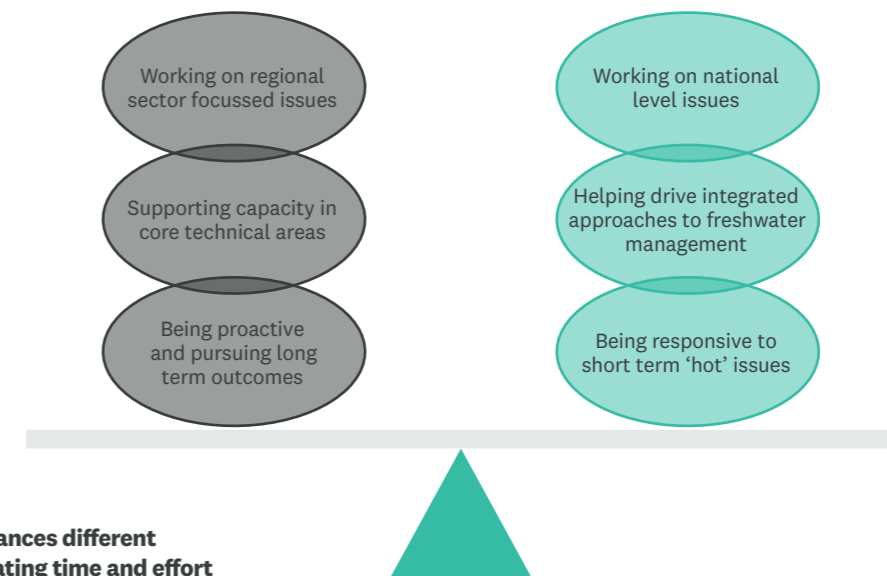 Working on regional
sector focussed issues
Supporting capacity in
core technical areas
Being proactive
and pursuing long
term outcomes
Working on national
level issues
Helping drive integrated
approaches to freshwater
management
Being responsive to
short term ‘hot’ issues
ances different
ating time and effort